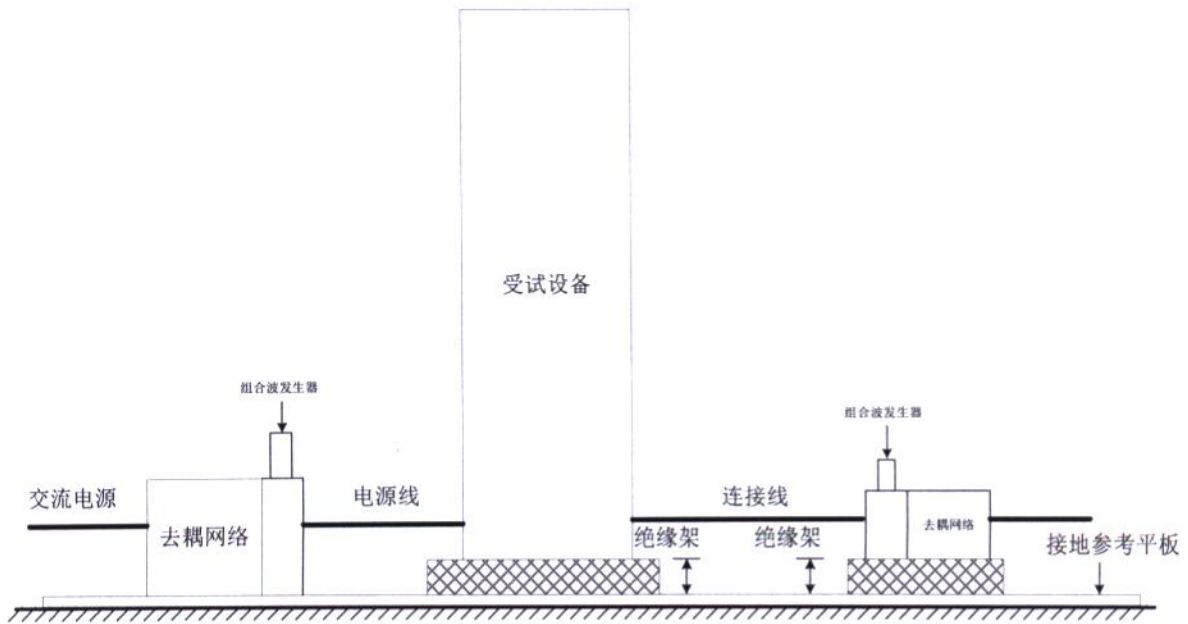 受试设备
组合波发生器
组合波发生器
交流电源
电源线
连接线
去耦网络
绝缘架
绝缘架
去耦网络
接地参考平板